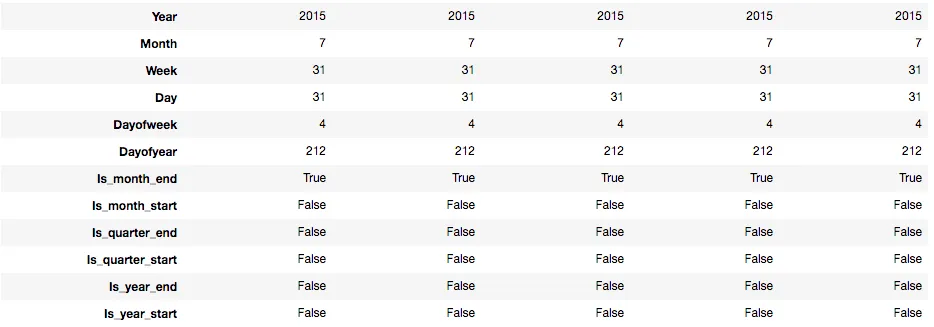 Year 2015 2015 2015 2015 2015
Month 7 7 7 7 7
Week 31 31 31 31 31
Day 31 31 31 31 31
Dayofweek 4 4 4 4 4
Dayofyear 212 212 212 212 212
Is_month_end True True True True True
Is_month_start False False False False False
Is_quarter_end False False False False False
Is_quarter_start False False False False False
Is_year_end False False False False False
Is_year_start False False False False False